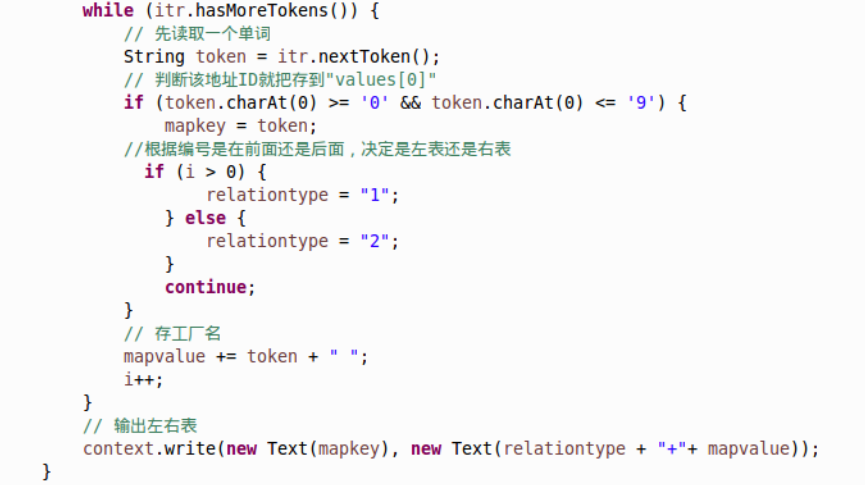 while (itr.hasMoreTokens()) {
// 先读取一个单词
String token = itr.nextToken();
// 判断该地址ID就把存到"values[0]"
if (token.charAt(0) >= '0' && token.charAt(0) <= '9') {
mapkey = token;
//根据编号是在前面还是后面，决定是左表还是右表
if (i > 0) {
relationtype = "1";
} else {
relationtype = "2";
}
continue;
}
// 存工厂名
mapvalue += token + " ";
i++;
}
// 输出左右表
context.write(new Text(mapkey), new Text(relationtype + "+"+ mapvalue));
}